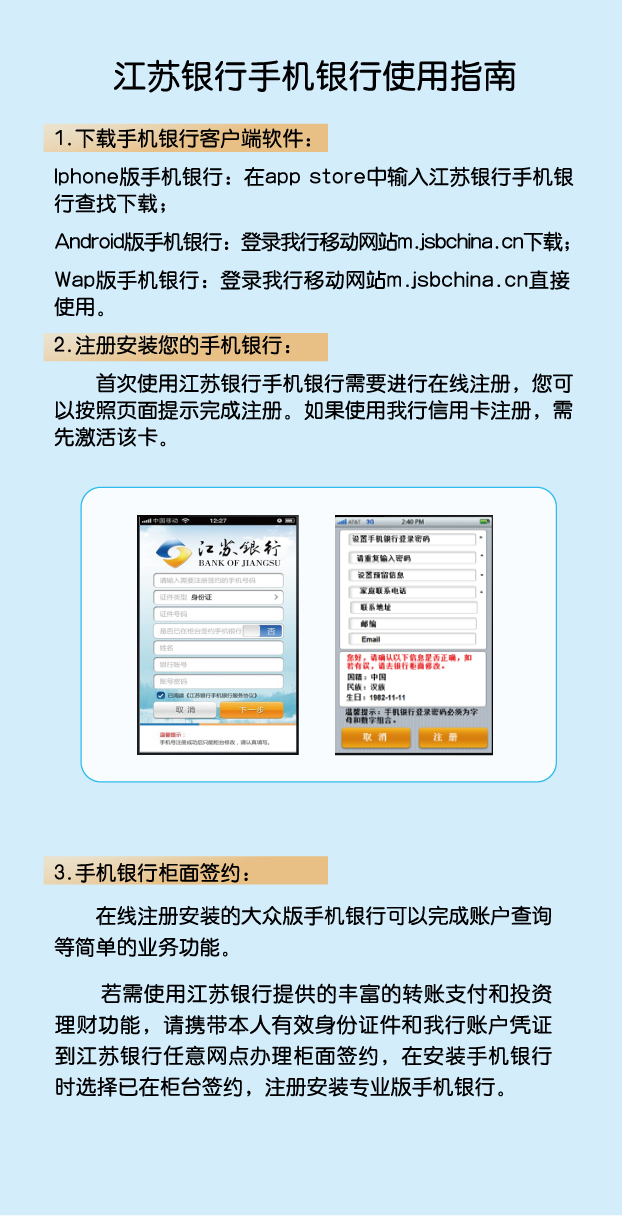 江苏银行手机银行使用指南
1.下载手机银行客户端软件：
Iphone版手机银行：在app store中输入江苏银行手机银
行查找下载；
Android版手机银行：登录我行移动网站m.jsbchina.cn下载；
Wap版手机银行：登录我行移动网站m.jsbchina.cn直接
使用。
2.注册安装您的手机银行：
首次使用江苏银行手机银行需要进行在线注册，您可
以按照页面提示完成注册。如果使用我行信用卡注册，需
先激活该卡。
中国移动 12:27
江苏银行
BANK OF JIANGSU
请输入需要注册签约的手机号码
证件类型 身份证
证件号码
是否已在柜台签约手机银行 否
姓名
银行账号
账号密码
已阅读《江苏银行手机银行服务协议》
取 消 下一步
温馨提示：
手机号注册成功后只能柜台修改，请认真填写。
AT&T 3G 2:40 PM
设置手机银行登录密码 *
请重复输入密码 *
设置预留信息 *
家庭联系电话 *
联系地址
邮编
Email
您好，请确认以下信息是否正确，如
若有误，请去银行柜面修改。
国籍：中国
民族：汉族
生日：1982-11-11
温馨提示：手机银行登录密码必须为字
母和数字组合。
取 消 注 册
3.手机银行柜面签约：
在线注册安装的大众版手机银行可以完成账户查询
等简单的业务功能。
若需使用江苏银行提供的丰富的转账支付和投资
理财功能，请携带本人有效身份证件和我行账户凭证
到江苏银行任意网点办理柜面签约，在安装手机银行
时选择已在柜台签约，注册安装专业版手机银行。